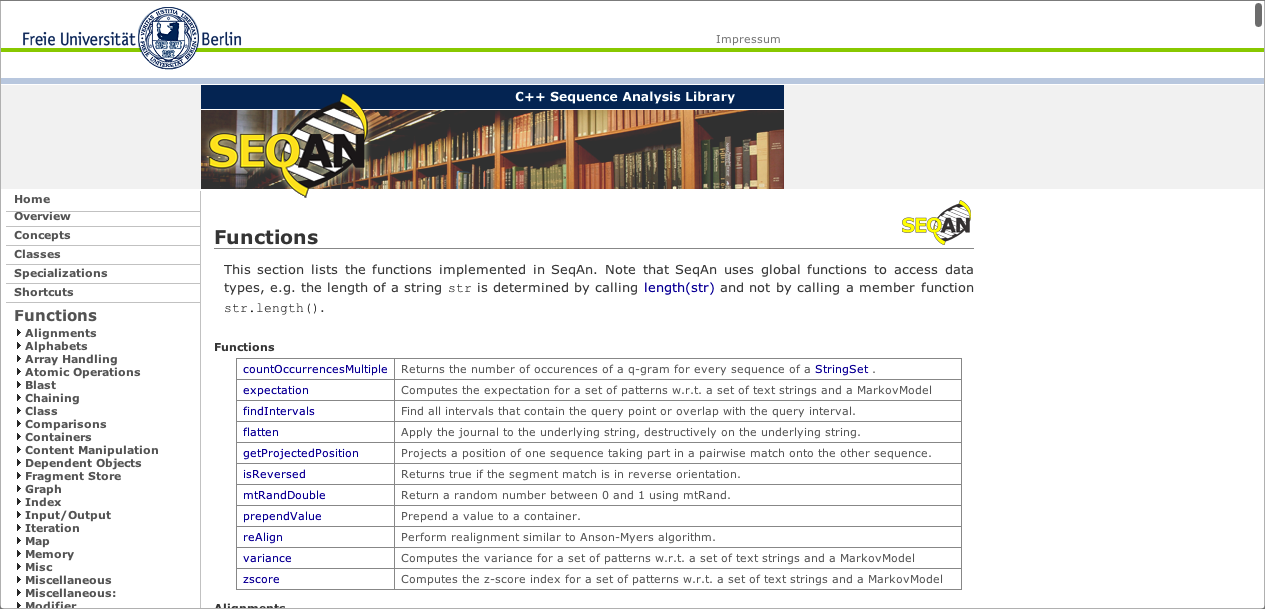 Freie Universität Berlin
Impressum
C++ Sequence Analysis Library
SEQAN
Home
Overview
Concepts
Classes
Specializations
Shortcuts
Functions
Alignments
Alphabets
Array Handling
Atomic Operations
Blast
Chaining
Class
Comparisons
Containers
Content Manipulation
Dependent Objects
Fragment Store
Graph
Index
Input/Output
Iteration
Map
Memory
Misc
Miscellaneous
Miscellaneous:
Modifier
SEQAN
Functions
This section lists the functions implemented in SeqAn. Note that SeqAn uses global functions to access data
types, e.g. the length of a string str is determined by calling length(str) and not by calling a member function
str.length().
Functions
countOccurrencesMultiple Returns the number of occurences of a q-gram for every sequence of a StringSet .
expectation Computes the expectation for a set of patterns w.r.t. a set of text strings and a MarkovModel
findIntervals Find all intervals that contain the query point or overlap with the query interval.
flatten Apply the journal to the underlying string, destructively on the underlying string.
getProjectedPosition Projects a position of one sequence taking part in a pairwise match onto the other sequence.
isReversed Returns true if the segment match is in reverse orientation.
mtRandDouble Return a random number between 0 and 1 using mtRand.
prependValue Prepend a value to a container.
reAlign Perform realignment similar to Anson-Myers algorithm.
variance Computes the variance for a set of patterns w.r.t. a set of text strings and a MarkovModel
zscore Computes the z-score index for a set of patterns w.r.t. a set of text strings and a MarkovModel
Alignments